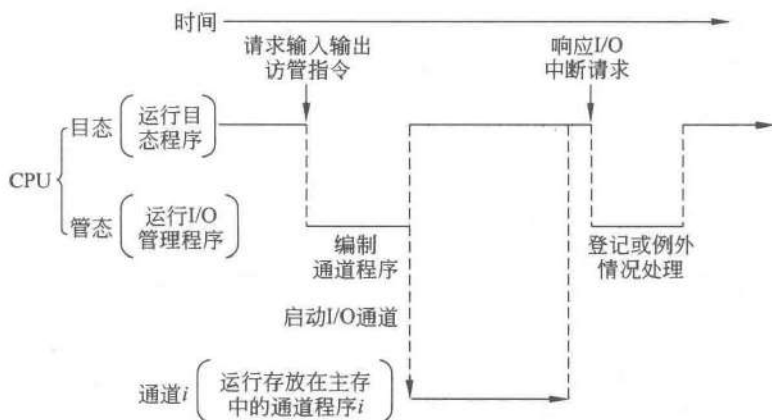 时间
请求输入输出
访管指令
响应I/O
中断请求
目态
运行目
态程序
CPU
管态
运行I/O
管理程序
编制
通道程序
登记或例外
情况处理
启动I/O通道
通道i
运行存放在主存
中的通道程序i